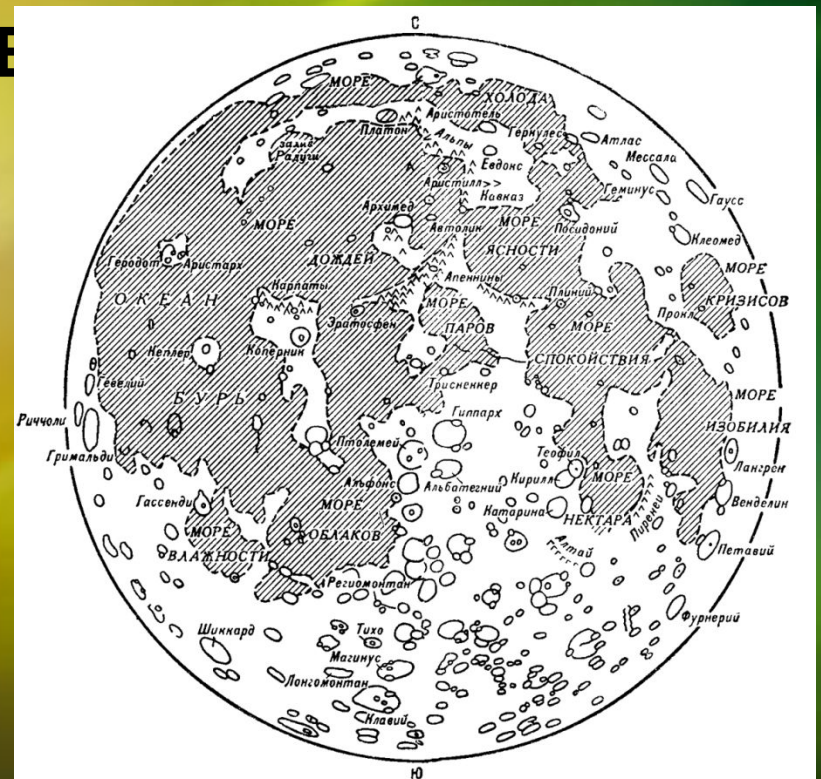 В
С
МОРЕ
ХОЛОДА
Аристотель
Платон
Альпы
Геркулес
Атлас
Мессала
залив
Радуги
Евдокс
Гаусс
Аристилл
Кавказ
Геминус
Архимед
Посидоний
Клеомед
МОРЕ
ДОЖДЕЙ
Автолик
МОРЕ
ЯСНОСТИ
Геродот
Аристарх
Апеннины
МОРЕ
КРИЗИСОВ
Карпаты
Плиний
Прокл
ОКЕАН
БУРЬ
Эратосфен
МОРЕ
ПАРОВ
МОРЕ
СПОКОЙСТВИЯ
Кеплер
Коперник
Гевелий
Трисненкер
МОРЕ
ИЗОБИЛИЯ
Риччоли
Гиппарх
Гримальди
Птолемей
Теофил
Лангрен
Альфонс
Альбатегний
Кирилл
МОРЕ
НЕКТАРА
Гассенди
МОРЕ
ОБЛАКОВ
Катарина
Пиренеи
Венделин
МОРЕ
ВЛАЖНОСТИ
Алтай
Петавий
Региомонтан
Фурнерий
Шиккард
Тихо
Магинус
Лонгомонтан
Клавий
Ю